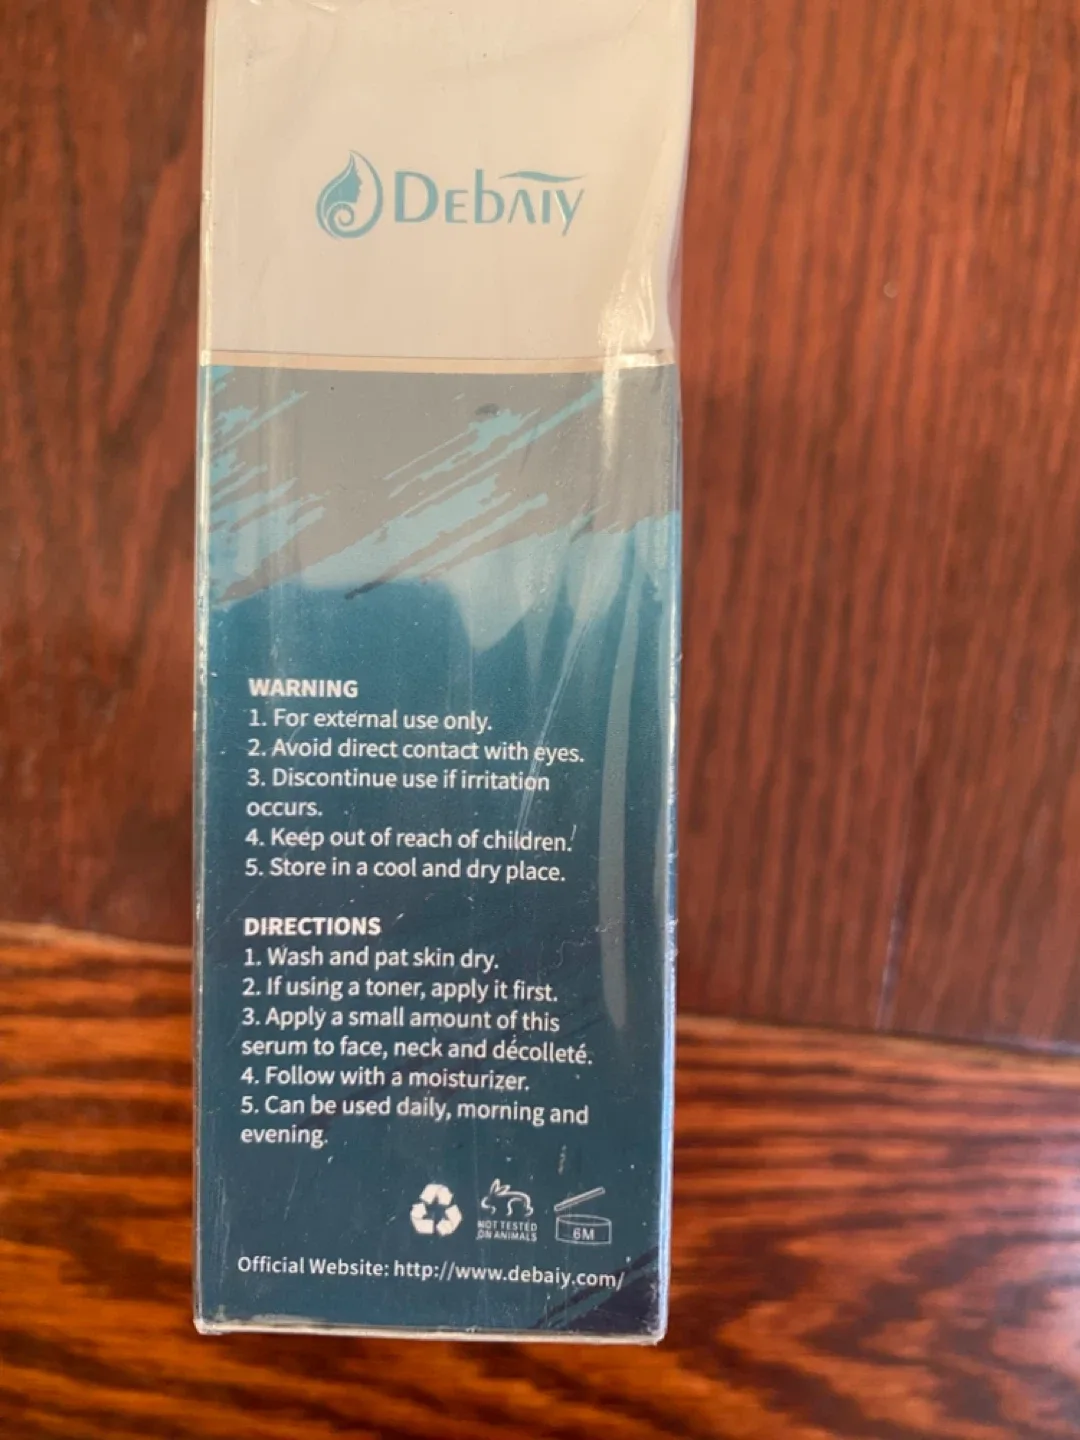 DEBAIY
WARNING
1. For external use only.
2. Avoid direct contact with eyes.
3. Discontinue use if irritation
occurs.
4. Keep out of reach of children.
5. Store in a cool and dry place.
DIRECTIONS
1. Wash and pat skin dry.
2. If using a toner, apply it first.
3. Apply a small amount of this
serum to face, neck and décolleté.
4. Follow with a moisturizer.
5. Can be used daily, morning and
evening.
NOT TESTED
ON ANIMALS
6M
Official Website: http://www.debaiy.com/